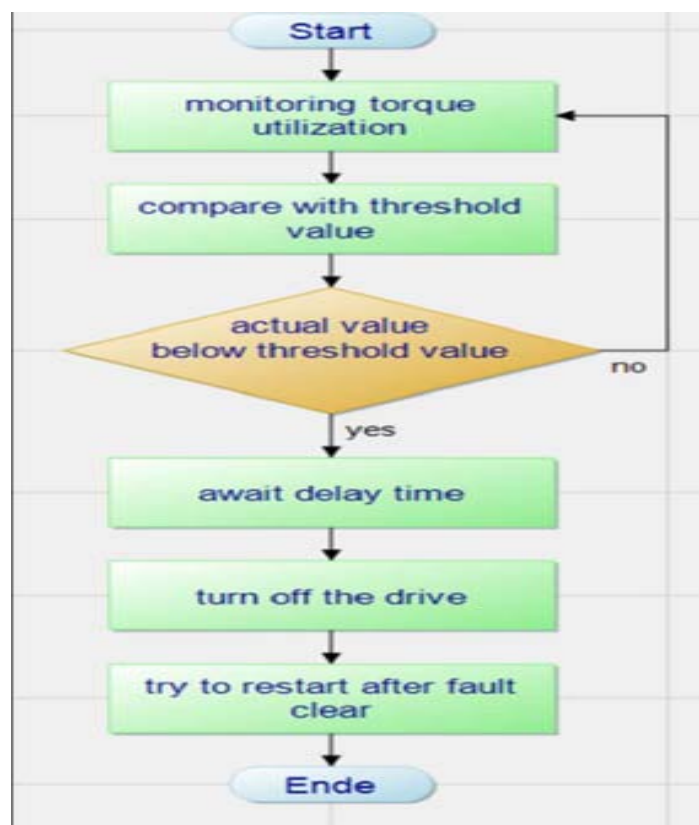 Start
monitoring torque
utilization
compare with threshold
value
actual value
below threshold value
no
yes
await delay time
turn off the drive
try to restart after fault
clear
Ende